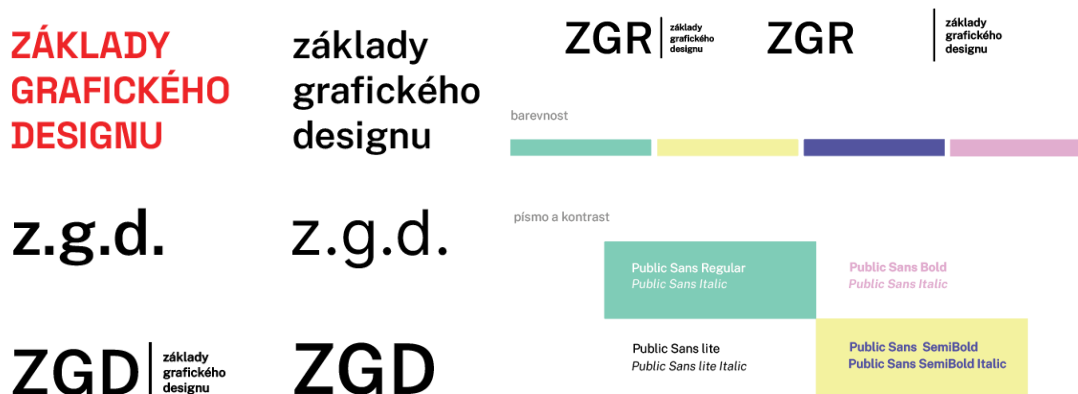 ZÁKLADY
GRAFICKÉHO
DESIGNU
základy
grafického
designu
z.g.d.
z.g.d.
ZGD
základy
grafického
designu
ZGD
ZGR
základy
grafického
designu
ZGR
základy
grafického
designu
barevnost
písmo a kontrast
Public Sans Regular
Public Sans Italic
Public Sans Bold
Public Sans Italic
Public Sans lite
Public Sans lite Italic
Public Sans SemiBold
Public Sans SemiBold Italic